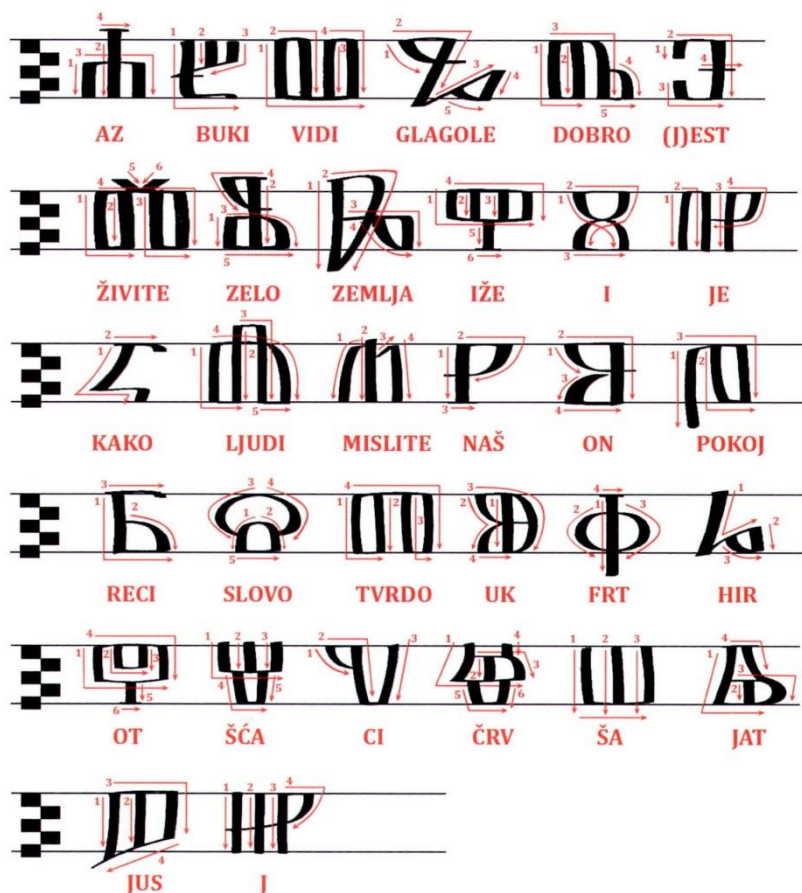 Ⰰ Ⰱ Ⰲ Ⰳ Ⰴ Ⰵ
AZ BUKI VIDI GLAGOLE DOBRO (J)EST
Ⰶ Ⰷ Ⰸ Ⰹ Ⰻ Ⰼ
ŽIVITE ZELO ZEMLJA IŽE I JE
Ⰽ Ⰾ Ⰿ Ⱀ Ⱁ Ⱂ
KAKO LJUDI MISLITE NAŠ ON POKOJ
Ⱃ Ⱄ Ⱅ Ⱆ Ⱇ Ⱈ
RECI SLOVO TVRDO UK FRT HIR
Ⱉ Ⱋ Ⱌ Ⱍ Ⱎ Ⱑ
OT ŠĆA CI ČRV ŠA JAT
Ⱓ
JUS J